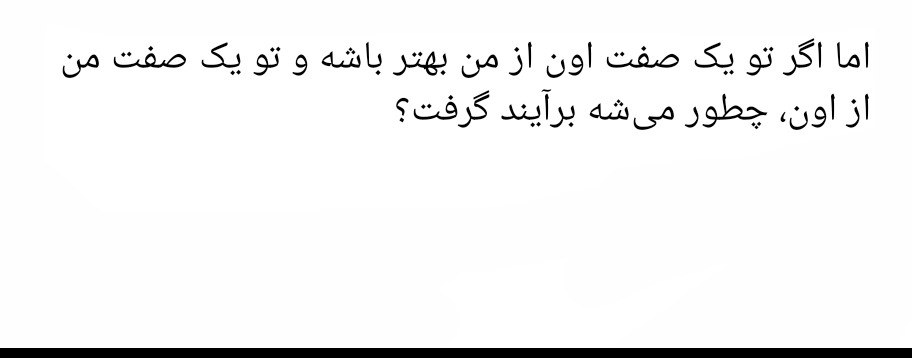 اما اگر تو یک صفت اون از من بهتر باشه و تو یک صفت من
از اون، چطور می‌شه برآیند گرفت؟